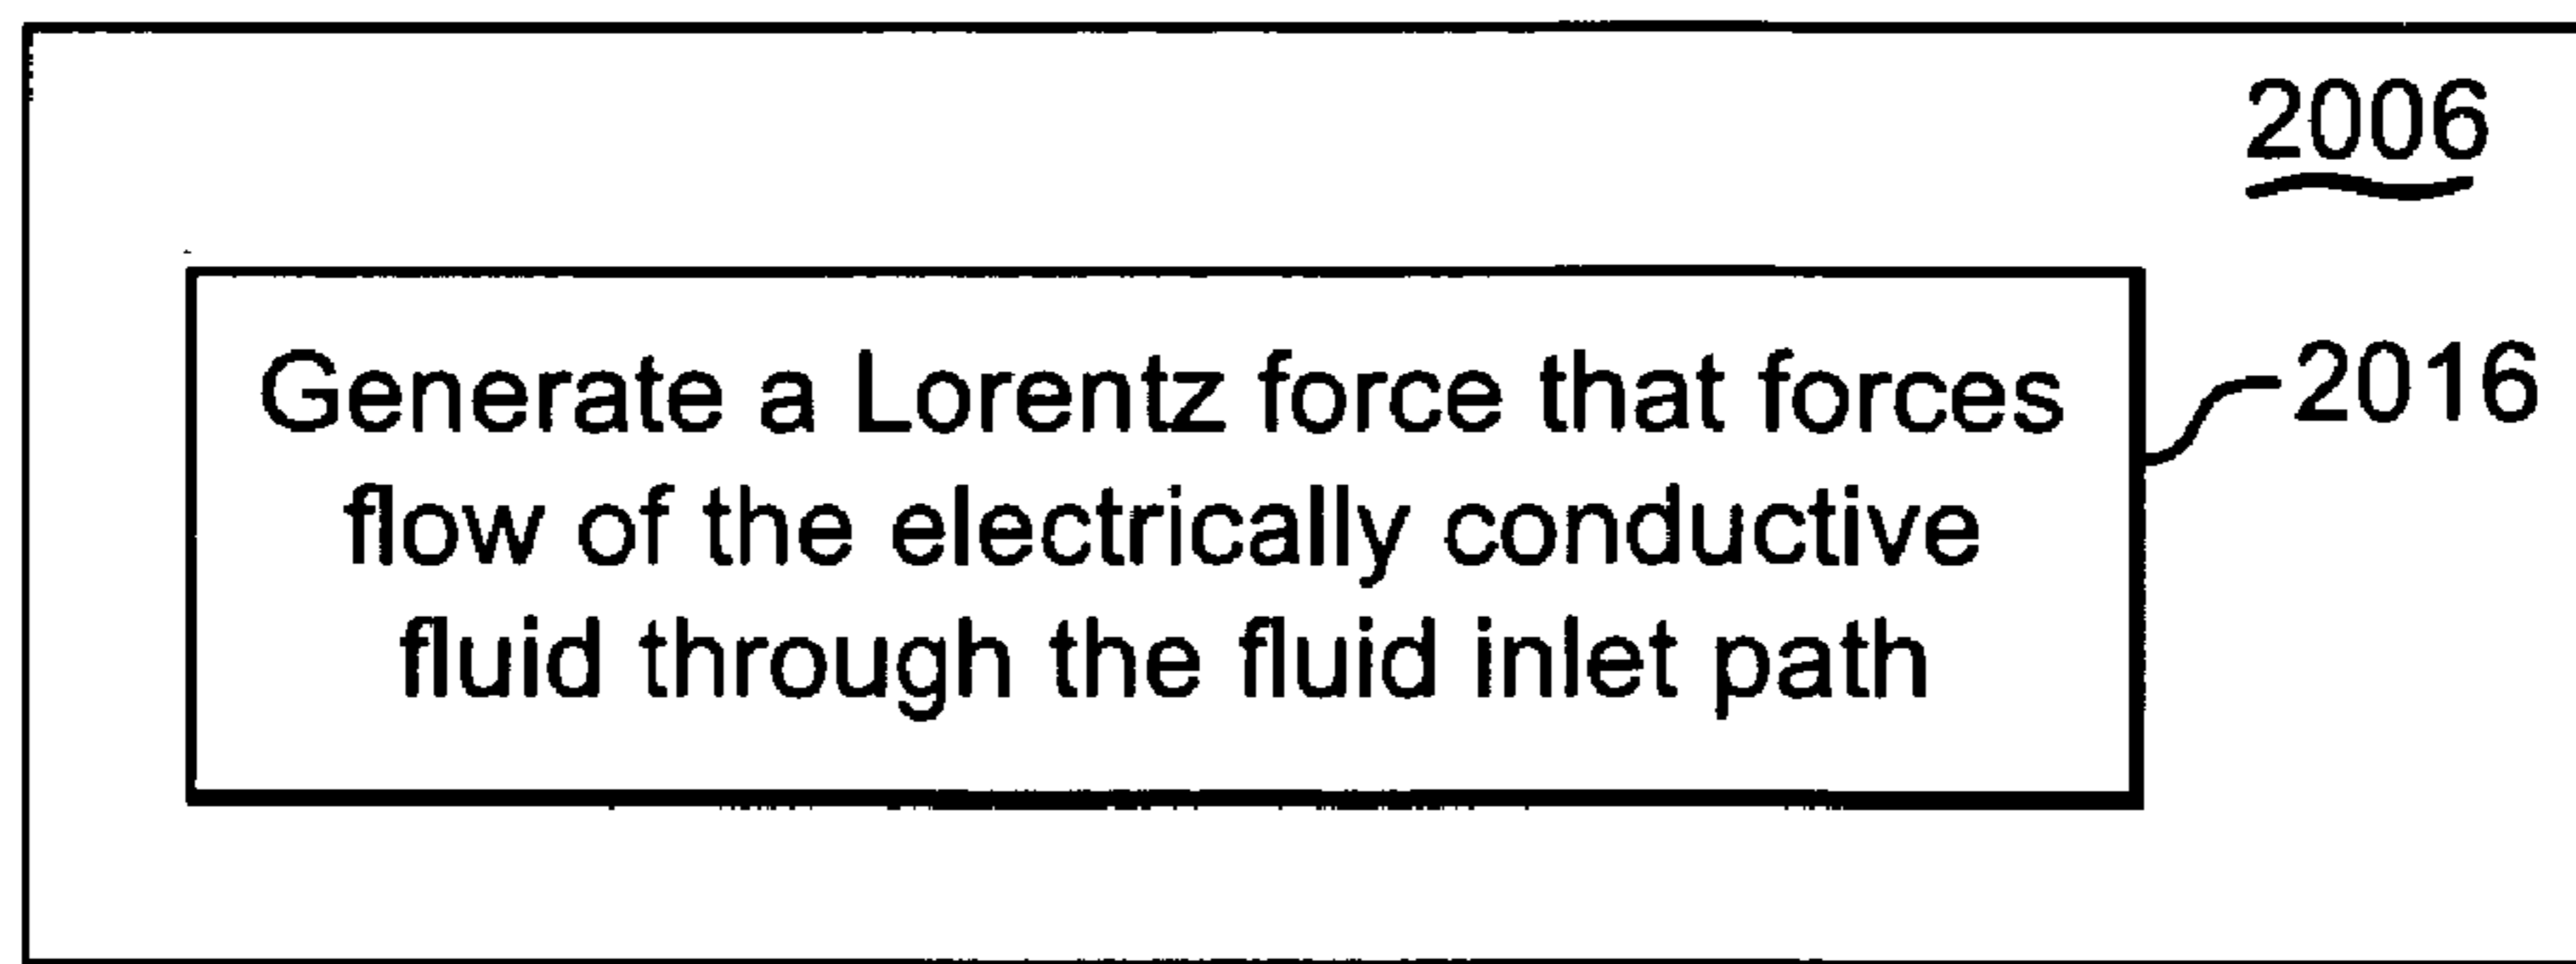 2006
Generate a Lorentz force that forces
flow of the electrically conductive
fluid through the fluid inlet path
2016